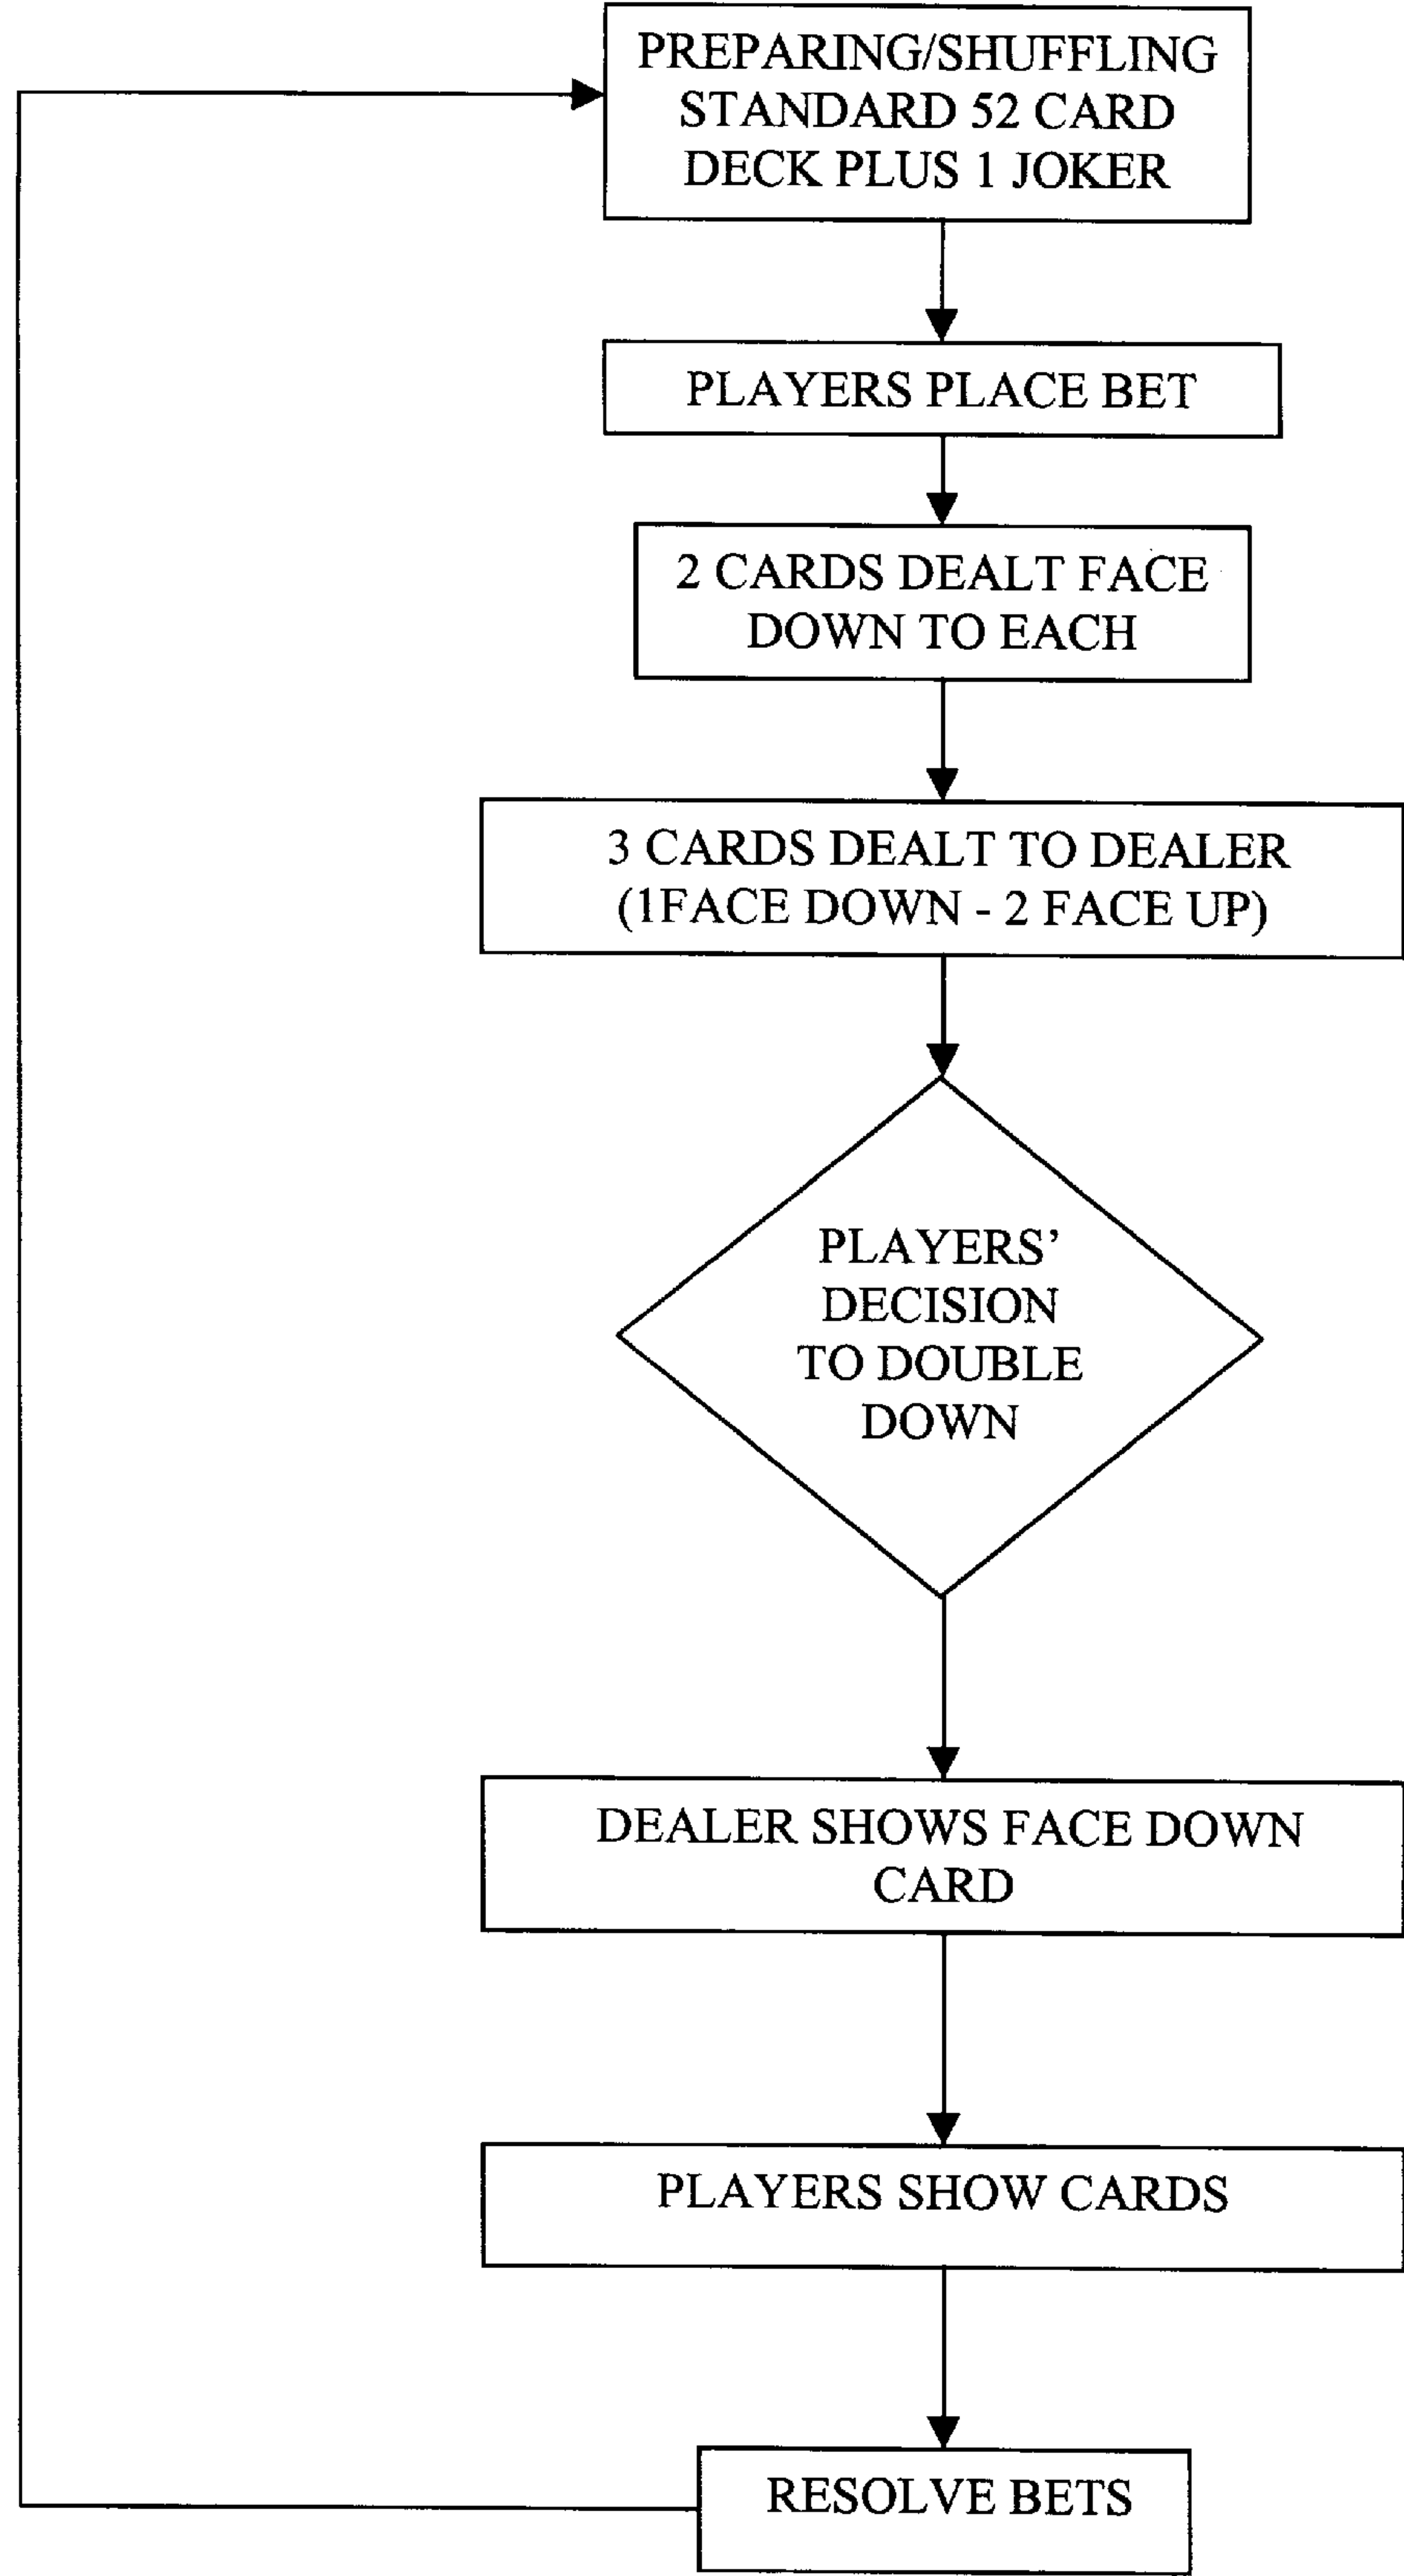 PREPARING/SHUFFLING
STANDARD 52 CARD
DECK PLUS 1 JOKER
PLAYERS PLACE BET
2 CARDS DEALT FACE
DOWN TO EACH
3 CARDS DEALT TO DEALER
(1FACE DOWN - 2 FACE UP)
PLAYERS’
DECISION
TO DOUBLE
DOWN
DEALER SHOWS FACE DOWN
CARD
PLAYERS SHOW CARDS
RESOLVE BETS